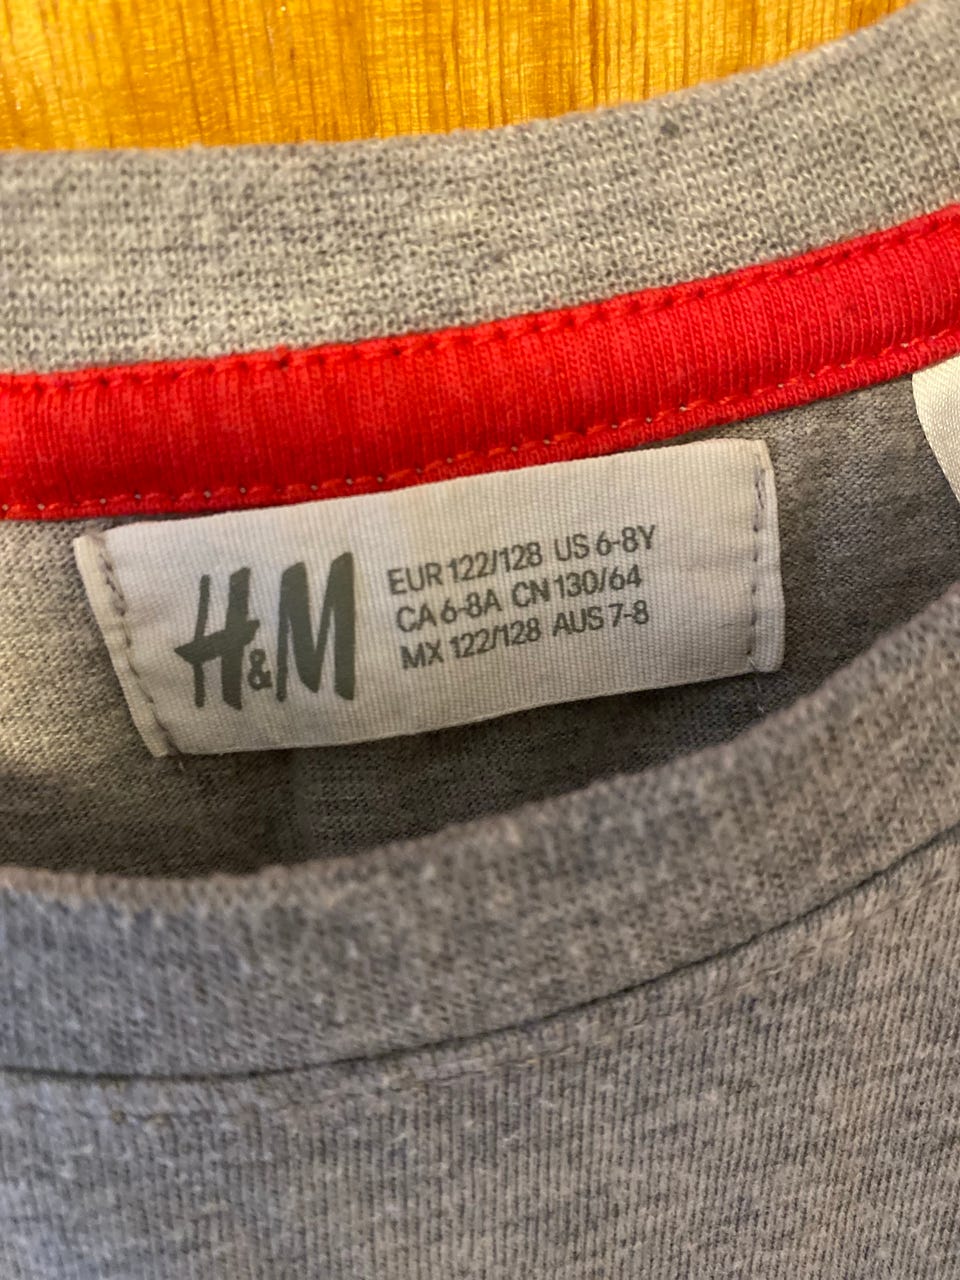 H&M
EUR 122/128 US 6-8Y
CA 6-8A CN 130/64
MX 122/128 AUS 7-8